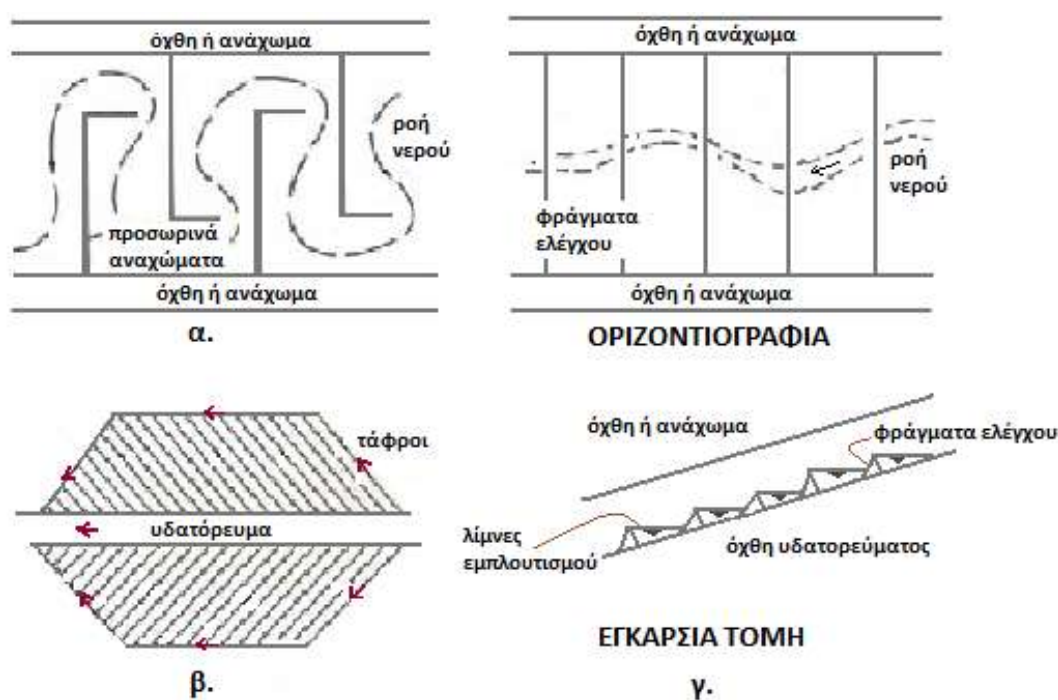 όχθη ή ανάχωμα
ροή
νερού
προσωρινά
αναχώματα
όχθη ή ανάχωμα
α.
όχθη ή ανάχωμα
ροή
νερού
φράγματα
ελέγχου
όχθη ή ανάχωμα
ΟΡΙΖΟΝΤΙΟΓΡΑΦΙΑ
τάφροι
υδατόρευμα
β.
όχθη ή ανάχωμα
φράγματα ελέγχου
λίμνες
εμπλουτισμού
όχθη υδατορεύματος
ΕΓΚΑΡΣΙΑ ΤΟΜΗ
γ.